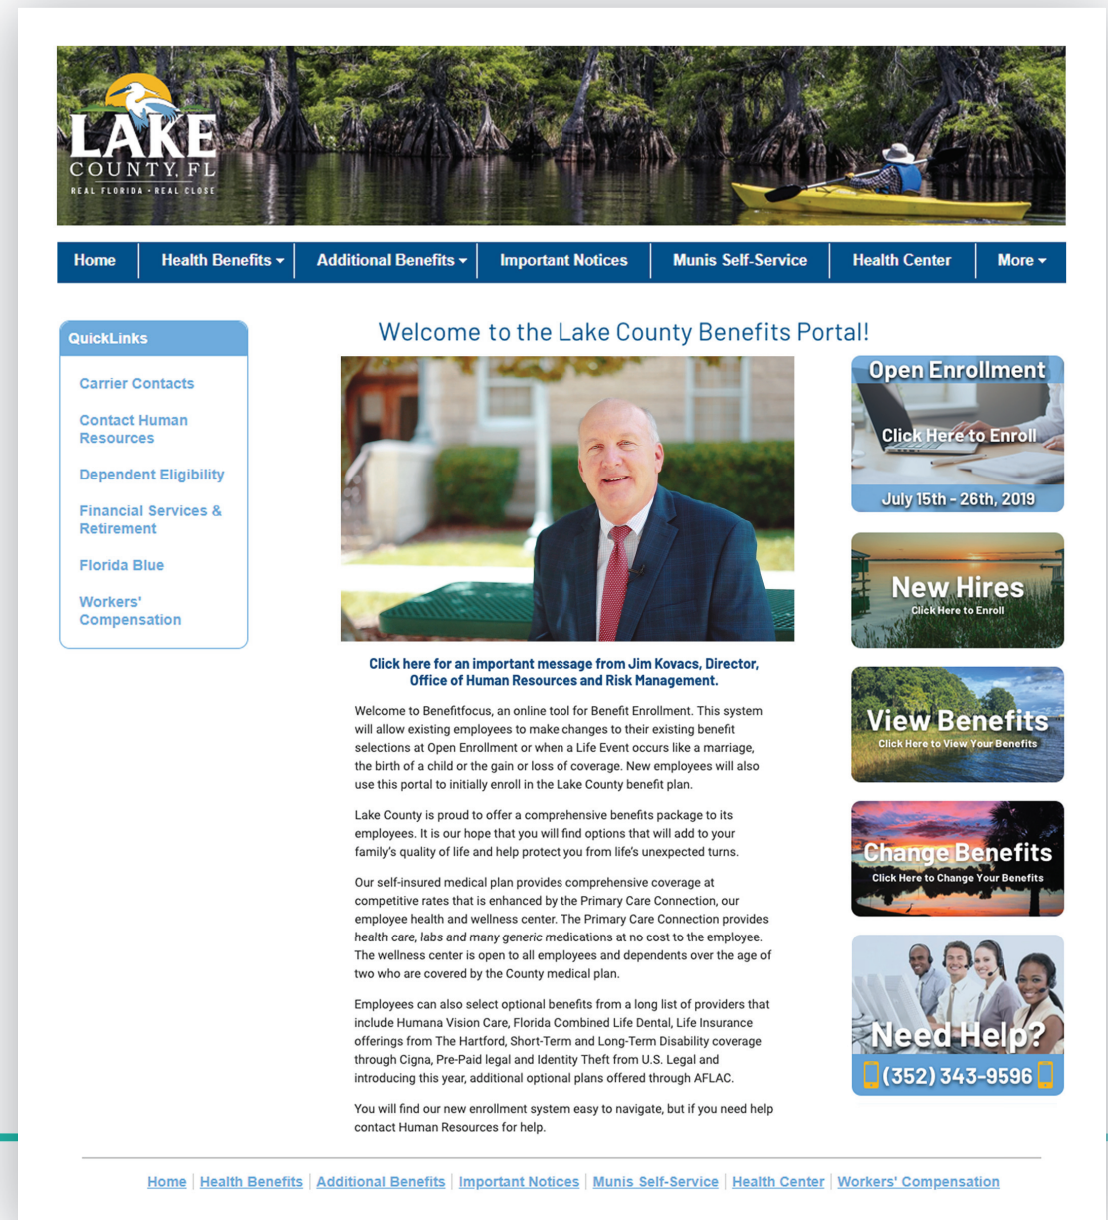 LAKE
COUNTY, FL
REAL FLORIDA • REAL CLOSE
Home
Health Benefits
Additional Benefits
Important Notices
Munis Self-Service
Health Center
More
QuickLinks
Carrier Contacts
Contact Human
Resources
Dependent Eligibility
Financial Services &
Retirement
Florida Blue
Workers'
Compensation
Welcome to the Lake County Benefits Portal!
Click here for an important message from Jim Kovacs, Director,
Office of Human Resources and Risk Management.
Welcome to Benefitfocus, an online tool for Benefit Enrollment. This system
will allow existing employees to make changes to their existing benefit
selections at Open Enrollment or when a Life Event occurs like a marriage,
the birth of a child or the gain or loss of coverage. New employees will also
use this portal to initially enroll in the Lake County benefit plan.
Lake County is proud to offer a comprehensive benefits package to its
employees. It is our hope that you will find options that will add to your
family's quality of life and help protect you from life's unexpected turns.
Our self-insured medical plan provides comprehensive coverage at
competitive rates that is enhanced by the Primary Care Connection, our
employee health and wellness center. The Primary Care Connection provides
health care, labs and many generic medications at no cost to the employee.
The wellness center is open to all employees and dependents over the age of
two who are covered by the County medical plan.
Employees can also select optional benefits from a long list of providers that
include Humana Vision Care, Florida Combined Life Dental, Life Insurance
offerings from The Hartford, Short-Term and Long-Term Disability coverage
through Cigna, Pre-Paid legal and Identity Theft from U.S. Legal and
introducing this year, additional optional plans offered through AFLAC.
You will find our new enrollment system easy to navigate, but if you need help
contact Human Resources for help.
Open Enrollment
Click Here to Enroll
July 15th - 26th, 2019
New Hires
Click Here to Enroll
View Benefits
Click Here to View Your Benefits
Change Benefits
Click Here to Change Your Benefits
Need Help?
(352) 343-9596
Home | Health Benefits | Additional Benefits | Important Notices | Munis Self-Service | Health Center | Workers' Compensation